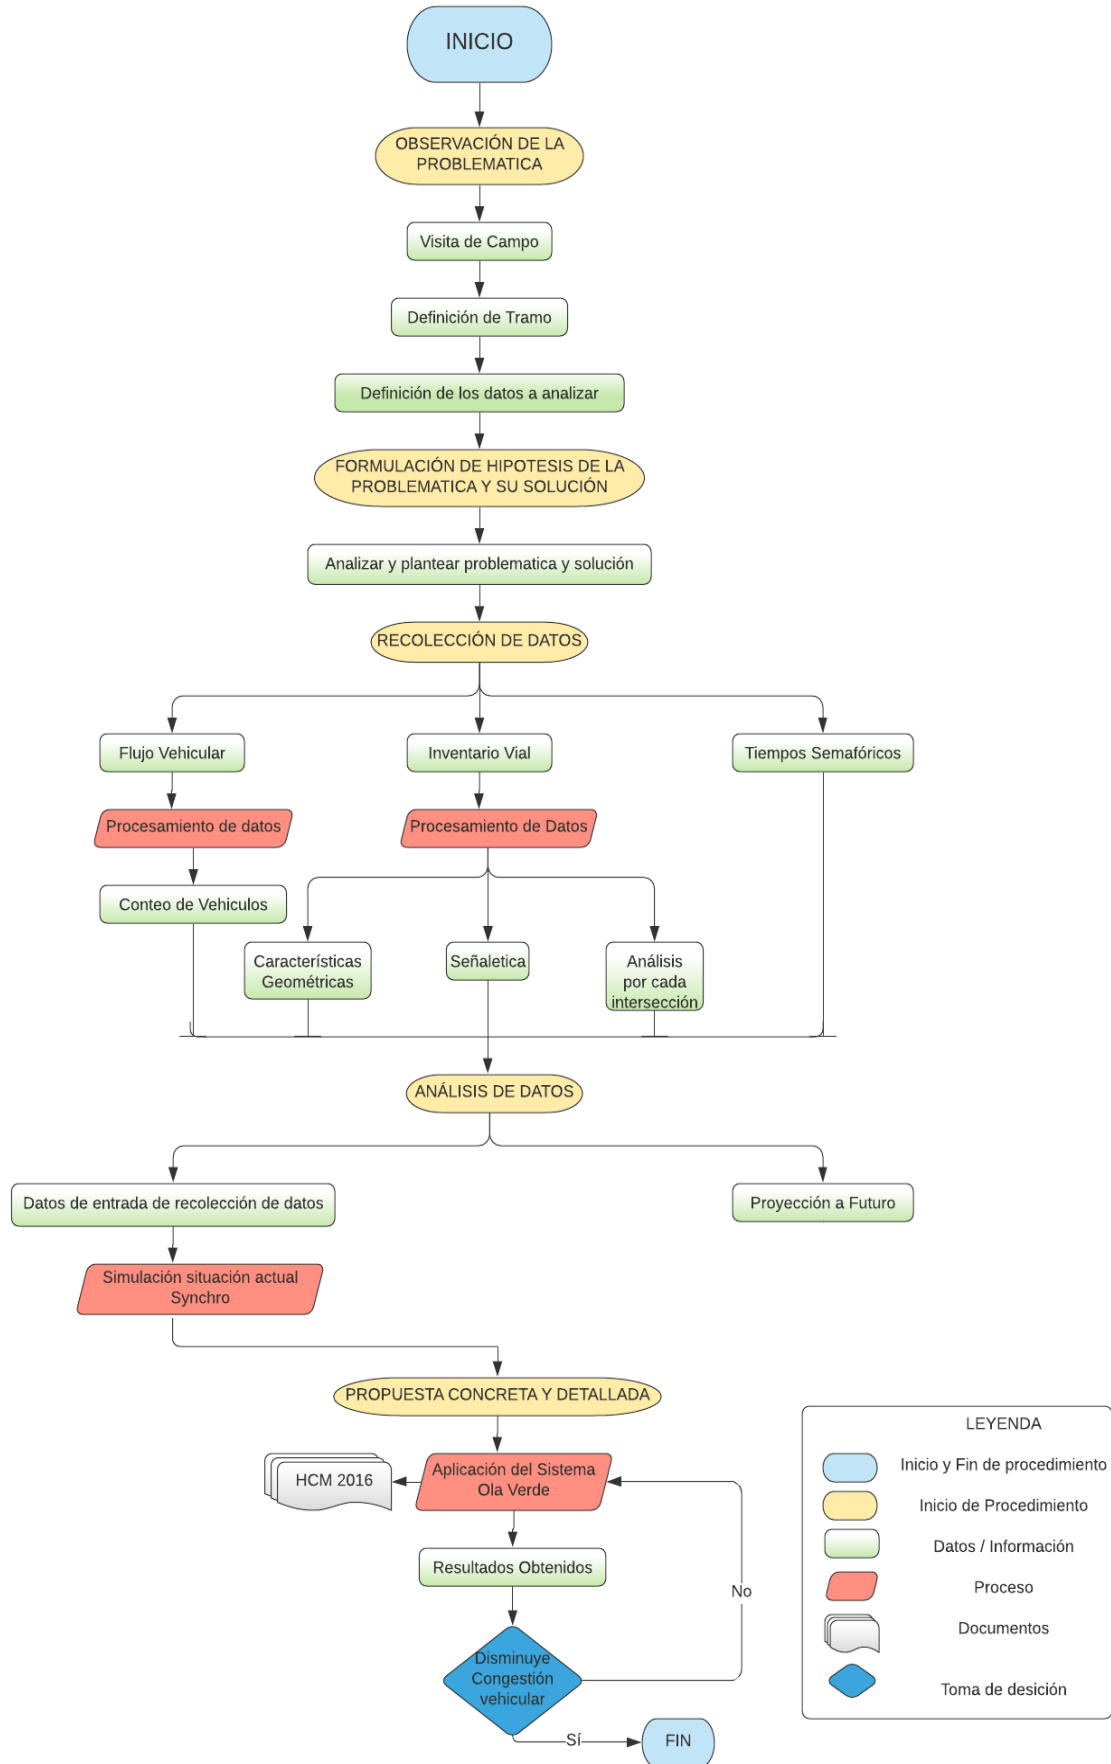 INICIO
OBSERVACIÓN DE LA
PROBLEMATICA
Visita de Campo
Definición de Tramo
Definición de los datos a analizar
FORMULACIÓN DE HIPOTESIS DE LA
PROBLEMATICA Y SU SOLUCIÓN
Analizar y plantear problematica y solución
RECOLECCIÓN DE DATOS
Flujo Vehicular
Inventario Vial
Tiempos Semafóricos
Procesamiento de datos
Procesamiento de Datos
Conteo de Vehiculos
Características
Geométricas
Señaletica
Análisis
por cada
intersección
ANÁLISIS DE DATOS
Datos de entrada de recolección de datos
Proyección a Futuro
Simulación situación actual
Synchro
PROPUESTA CONCRETA Y DETALLADA
HCM 2016
Aplicación del Sistema
Ola Verde
Resultados Obtenidos
No
Disminuye
Congestión
vehicular
Sí
FIN
LEYENDA
Inicio y Fin de procedimiento
Inicio de Procedimiento
Datos / Información
Proceso
Documentos
Toma de desición